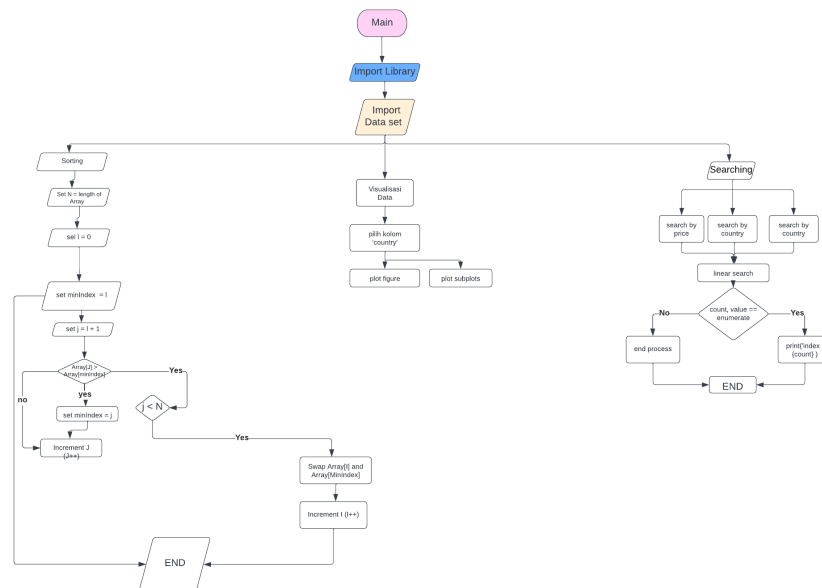 Main
Import Library
Import
Data set
Sorting
Set N = length of
Array
sel I = 0
set minIndex = I
set j = I + 1
Array[J] >
Array[minIndex]
Yes
no
yes
set minIndex = j
Increment J
(J++)
j < N
Yes
Swap Array[I] and
Array[MinIndex]
Increment I (I++)
END
Visualisasi
Data
pilih kolom
'country'
plot figure
plot subplots
Searching
search by
price
search by
country
search by
country
linear search
count, value ==
enumerate
No
Yes
end process
print('index
{count} )
END